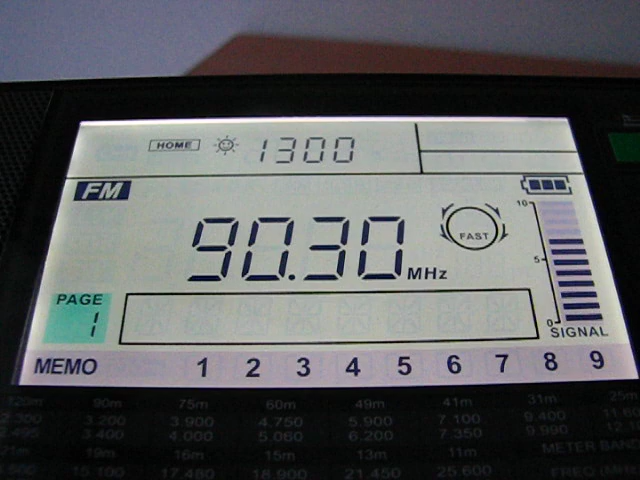 HOME 1300
FM
90.30 MHz
FAST
10
5
0
SIGNAL
PAGE
1
MEMO 1 2 3 4 5 6 7 8 9
120m 90m 75m 60m 49m 41m 31m 25m
2.300 3.200 3.900 4.750 5.900 7.100 9.400
2.495 3.400 4.000 5.060 6.200 7.350 9.990
21m 19m 16m 15m 13m 11m METER BAND
15.100 17.480 18.900 21.450 25.600 FREQ